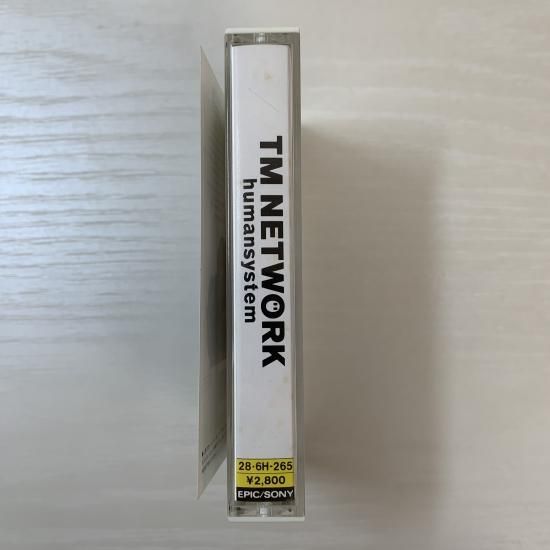 TM NETWORK
humansystem
28・6H-265
¥2,800
EPIC/SONY